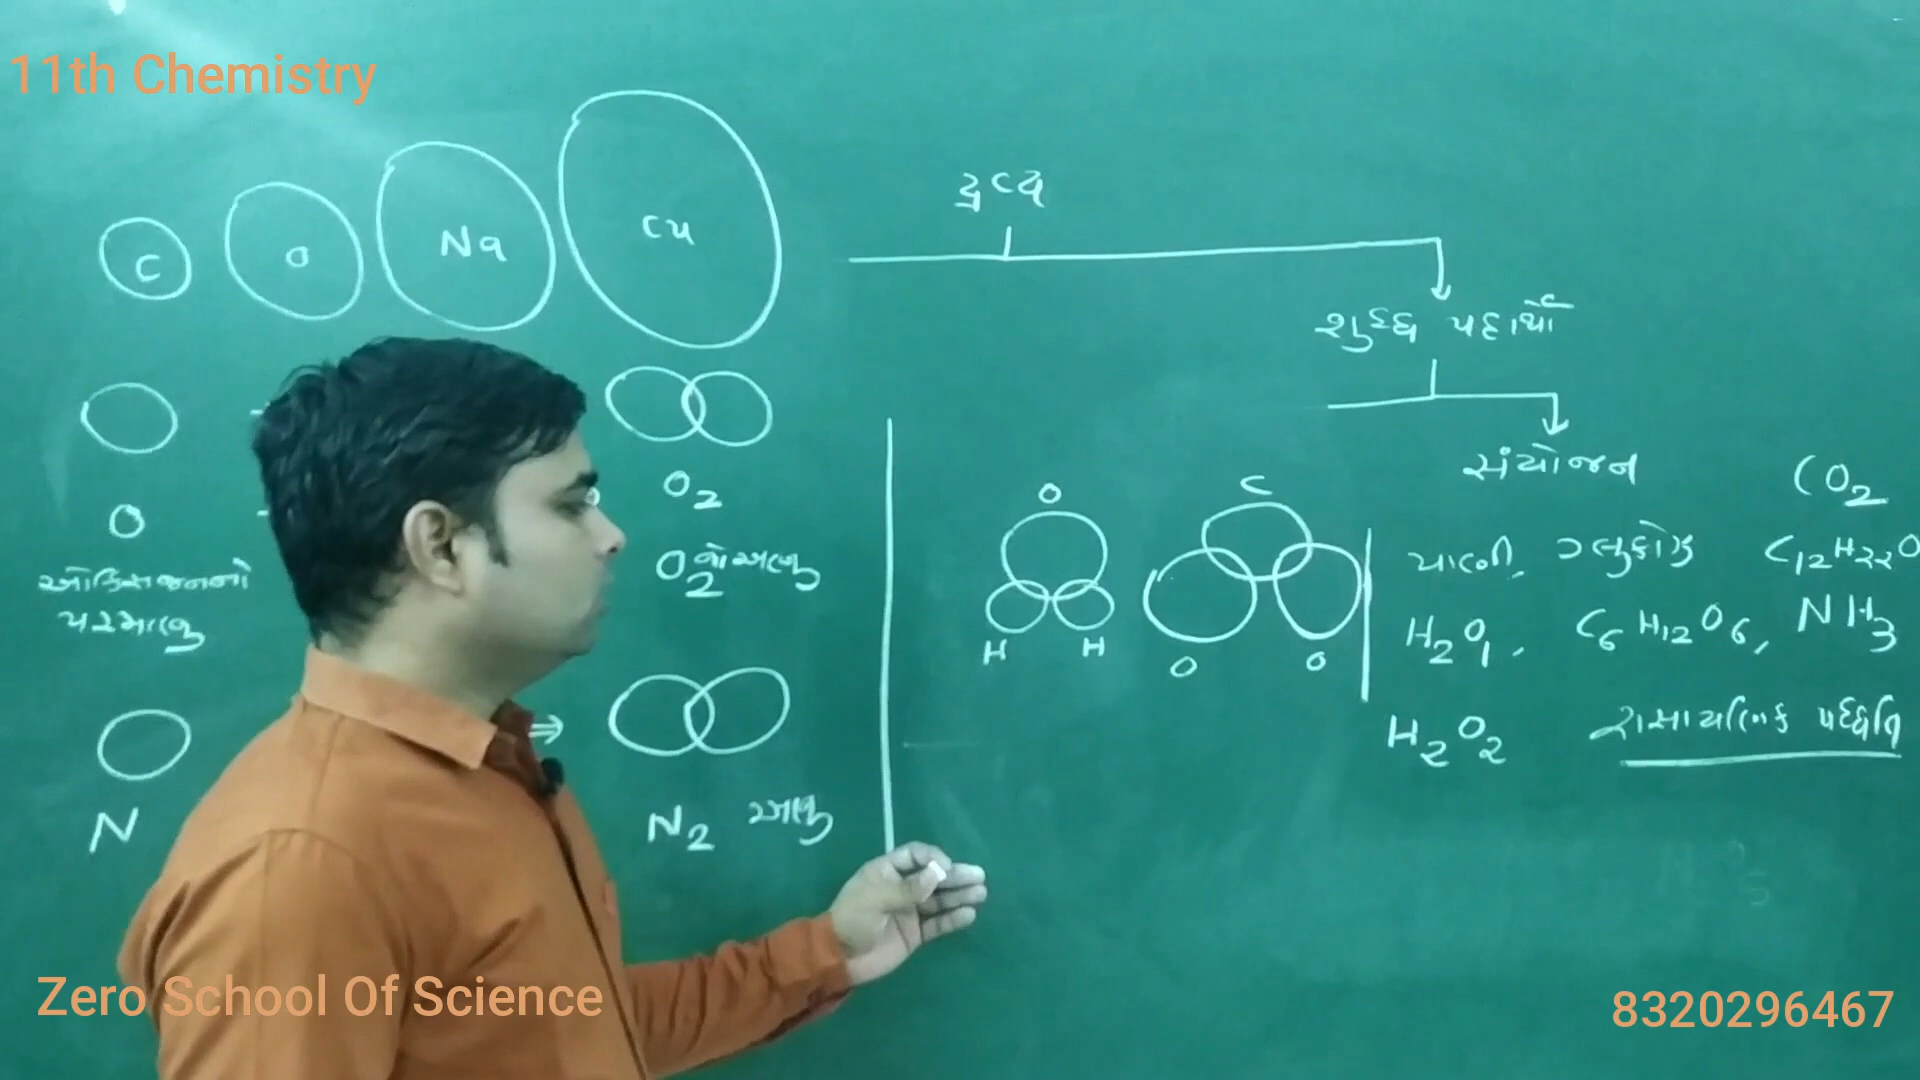 11th Chemistry
C O Na Cu
દ્રવ્ય
શુદ્ધ પદાર્થો
સંયોજન
CO2
O C
પાણી, ગ્લુકોઝ C12H22O
H H O O
H2O, C6H12O6, NH3
H2O2 રાસાયણિક પદ્ધતિ
O O2
ઓક્સિજનનો O2નો અણુ
પરમાણુ
⇒
N N2 અણુ
Zero School Of Science
8320296467